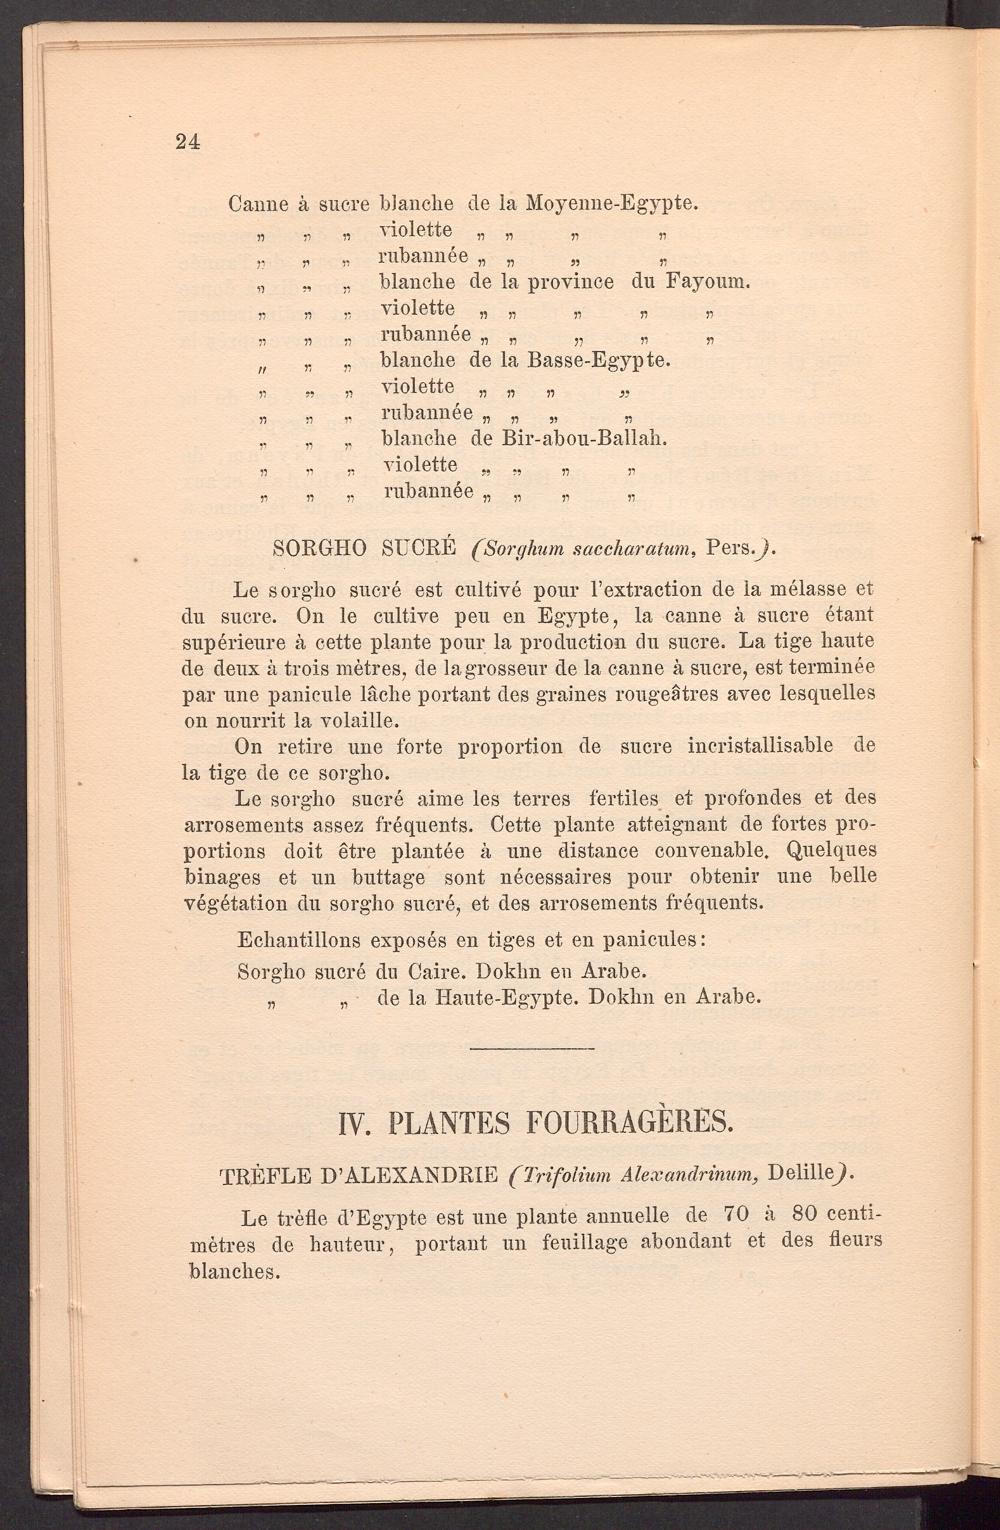 24
Canne à sucre blanche de la Moyenne-Egypte.
„ „ „ violette „ „ „ „
„ „ „ rubannée „ „ „ „
„ „ „ blanche de la province du Fayoum.
„ „ „ violette „ „ „ „ „
„ „ „ rubannée „ „ „ „ „
„ „ „ blanche de la Basse-Egypte.
„ „ „ violette „ „ „ „
„ „ „ rubannée „ „ „ „
„ „ „ blanche de Bir-abou-Ballah.
„ „ „ violette „ „ „ „
„ „ „ rubannée „ „ „ „
SORGHO SUCRÉ (Sorghum saccharatum, Pers.).
Le sorgho sucré est cultivé pour l'extraction de la mélasse et
du sucre. On le cultive peu en Egypte, la canne à sucre étant
supérieure à cette plante pour la production du sucre. La tige haute
de deux à trois mètres, de la grosseur de la canne à sucre, est terminée
par une panicule lâche portant des graines rougeâtres avec lesquelles
on nourrit la volaille.
On retire une forte proportion de sucre incristallisable de
la tige de ce sorgho.
Le sorgho sucré aime les terres fertiles et profondes et des
arrosements assez fréquents. Cette plante atteignant de fortes pro-
portions doit être plantée à une distance convenable. Quelques
binages et un buttage sont nécessaires pour obtenir une belle
végétation du sorgho sucré, et des arrosements fréquents.
Echantillons exposés en tiges et en panicules:
Sorgho sucré du Caire. Dokhn en Arabe.
„ „ de la Haute-Egypte. Dokhn en Arabe.
IV. PLANTES FOURRAGÈRES.
TRÈFLE D'ALEXANDRIE (Trifolium Alexandrinum, Delille).
Le trèfle d'Egypte est une plante annuelle de 70 à 80 centi-
mètres de hauteur, portant un feuillage abondant et des fleurs
blanches.